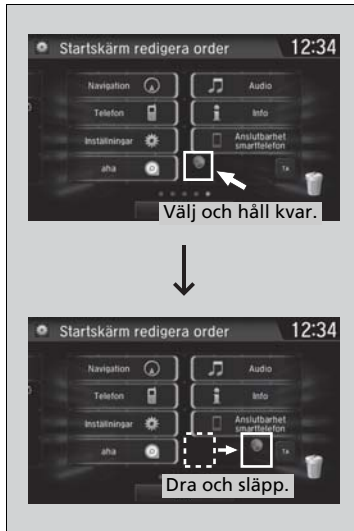 Startskärm redigera order 12:34
Navigation Audio
Telefon Info
Inställningar Anslutbarhet
smarttelefon
aha
Välj och håll kvar.
Startskärm redigera order 12:34
Navigation Audio
Telefon Info
Inställningar Anslutbarhet
smarttelefon
aha
Dra och släpp.